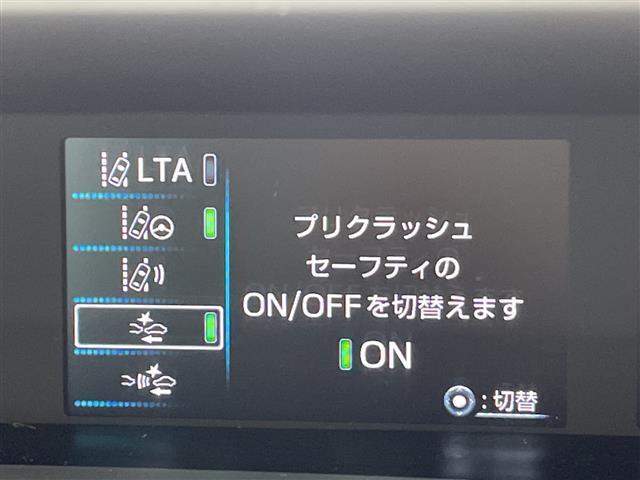 LTA
プリクラッシュ
セーフティの
ON/OFFを切替えます
ON
:切替